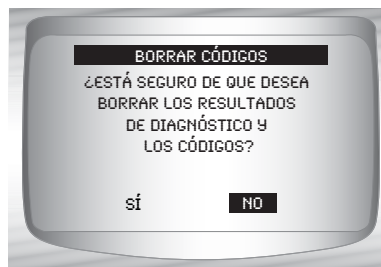 BORRAR CÓDIGOS
¿ESTÁ SEGURO DE QUE DESEA
BORRAR LOS RESULTADOS
DE DIAGNÓSTICO Y
LOS CÓDIGOS?
SÍ NO